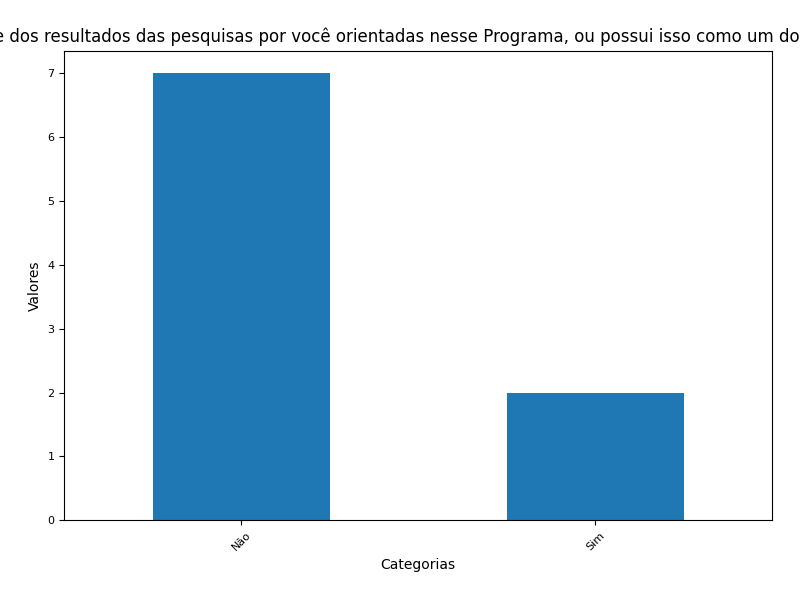 e dos resultados das pesquisas por você orientadas nesse Programa, ou possui isso como um do
7
6
5
4
3
2
1
0
Valores
Não
Sim
Categorias